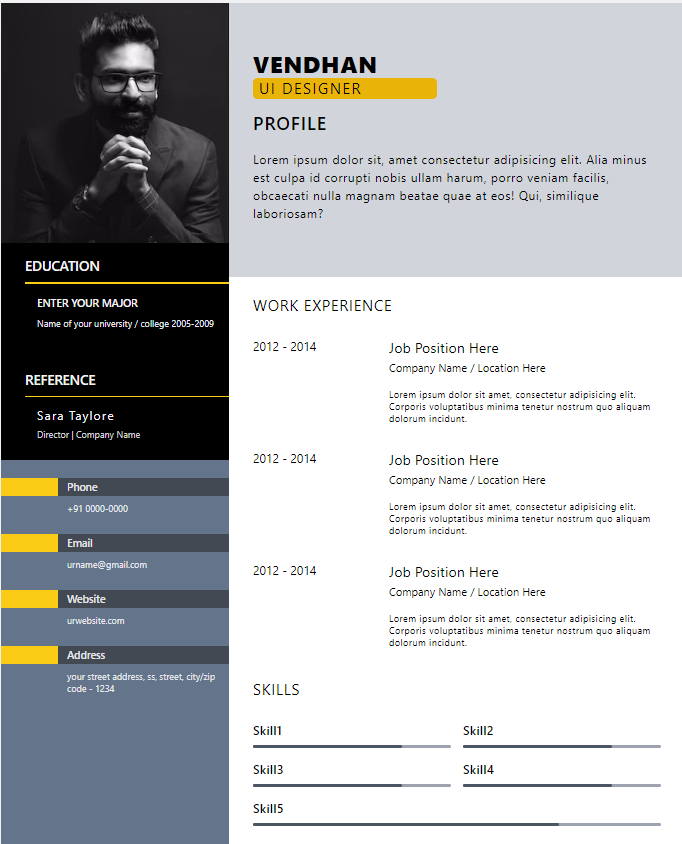 VENDHAN
UI DESIGNER
PROFILE
Lorem ipsum dolor sit, amet consectetur adipisicing elit. Alia minus
est culpa id corrupti nobis ullam harum, porro veniam facilis,
obcaecati nulla magnam beatae quae at eos! Qui, similique
laboriosam?
EDUCATION
ENTER YOUR MAJOR
Name of your university / college 2005-2009
REFERENCE
Sara Taylore
Director | Company Name
Phone
+91 0000-0000
Email
urname@gmail.com
Website
urwebsite.com
Address
your street address, ss, street, city/zip
code - 1234
WORK EXPERIENCE
2012 - 2014
Job Position Here
Company Name / Location Here
Lorem ipsum dolor sit amet, consectetur adipisicing elit.
Corporis voluptatibus minima tenetur nostrum quo aliquam
dolorum incidunt.
2012 - 2014
Job Position Here
Company Name / Location Here
Lorem ipsum dolor sit amet, consectetur adipisicing elit.
Corporis voluptatibus minima tenetur nostrum quo aliquam
dolorum incidunt.
2012 - 2014
Job Position Here
Company Name / Location Here
Lorem ipsum dolor sit amet, consectetur adipisicing elit.
Corporis voluptatibus minima tenetur nostrum quo aliquam
dolorum incidunt.
SKILLS
Skill1
Skill2
Skill3
Skill4
Skill5